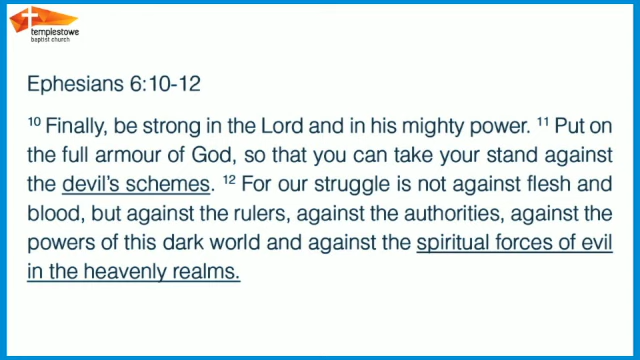 templestowe
baptist church
Ephesians 6:10-12
¹⁰ Finally, be strong in the Lord and in his mighty power. ¹¹ Put on
the full armour of God, so that you can take your stand against
the devil's schemes. ¹² For our struggle is not against flesh and
blood, but against the rulers, against the authorities, against the
powers of this dark world and against the spiritual forces of evil
in the heavenly realms.